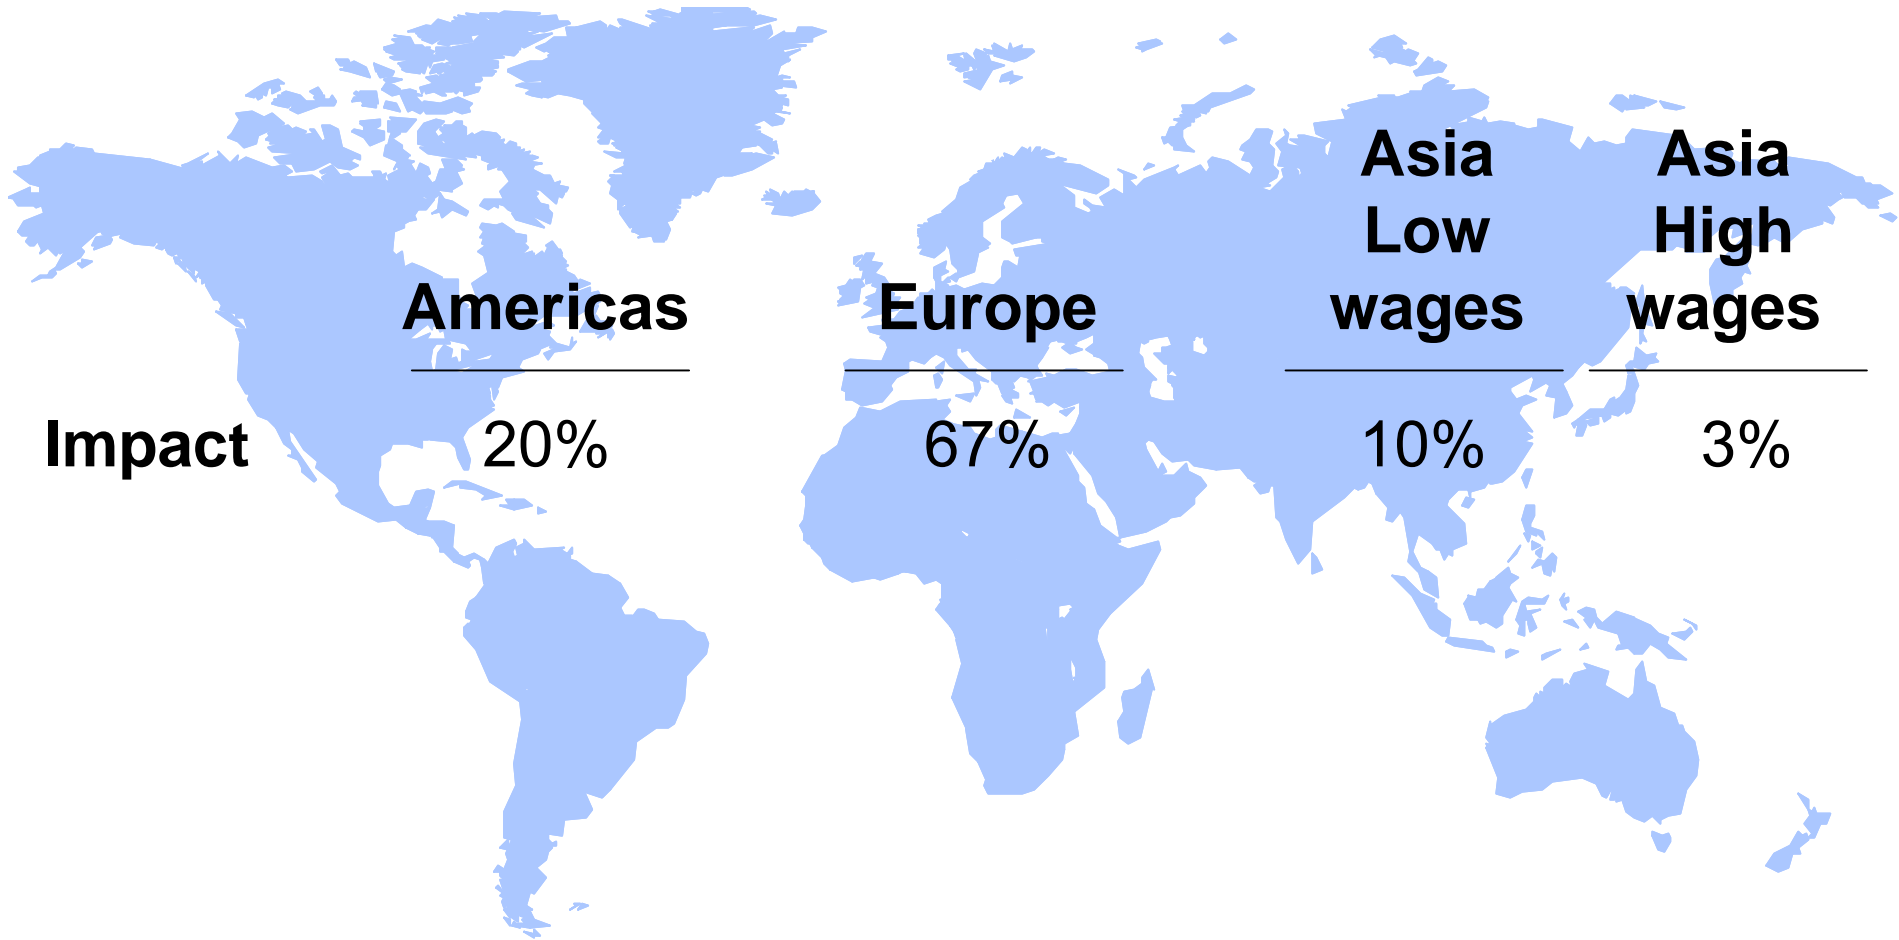 Americas
Europe
Asia
Low
wages
Asia
High
wages
Impact 20% 67% 10% 3%